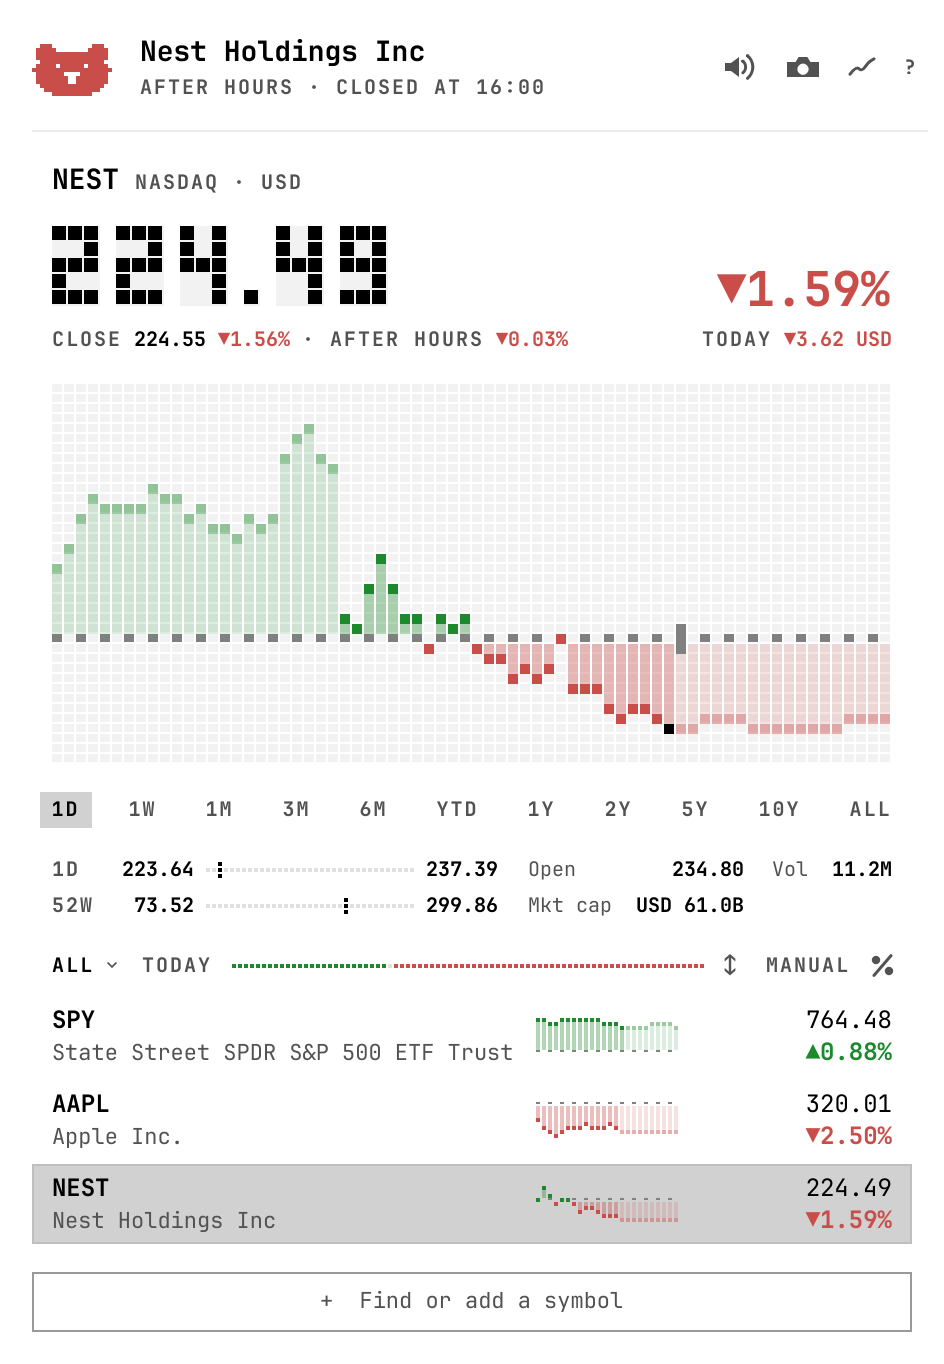 Nest Holdings Inc
AFTER HOURS · CLOSED AT 16:00
?
NEST NASDAQ · USD
224.49
▼1.59%
CLOSE 224.55 ▼1.56% · AFTER HOURS ▼0.03%
TODAY ▼3.62 USD
1D 1W 1M 3M 6M YTD 1Y 2Y 5Y 10Y ALL
1D 223.64 237.39 Open 234.80 Vol 11.2M
52W 73.52 299.86 Mkt cap USD 61.0B
ALL TODAY MANUAL %
SPY 764.48
State Street SPDR S&P 500 ETF Trust ▲0.88%
AAPL 320.01
Apple Inc. ▼2.50%
NEST 224.49
Nest Holdings Inc ▼1.59%
+ Find or add a symbol